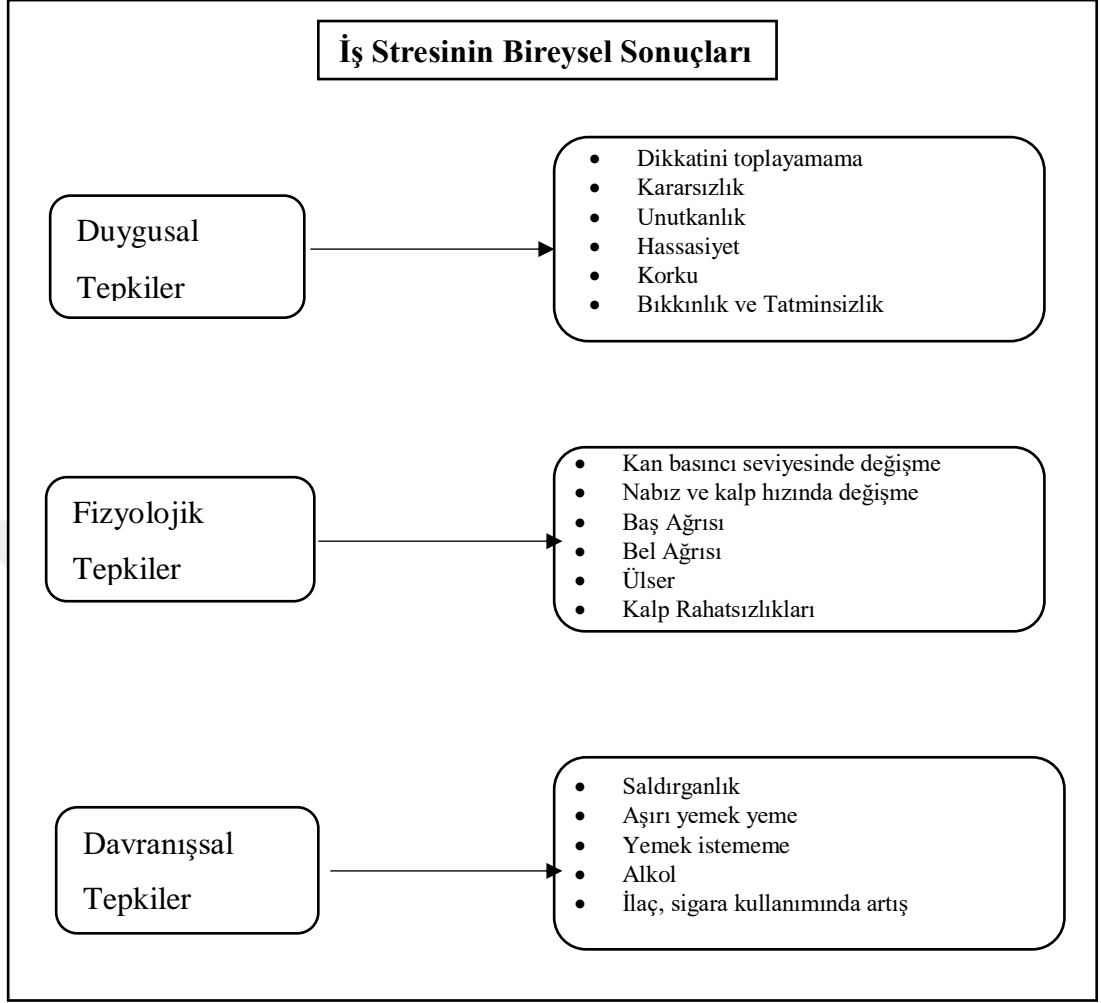 İş Stresinin Bireysel Sonuçları
Duygusal
Tepkiler
• Dikkatini toplayamama
• Kararsızlık
• Unutkanlık
• Hassasiyet
• Korku
• Bıkkınlık ve Tatminsizlik
Fizyolojik
Tepkiler
• Kan basıncı seviyesinde değişme
• Nabız ve kalp hızında değişme
• Baş Ağrısı
• Bel Ağrısı
• Ülser
• Kalp Rahatsızlıkları
Davranışsal
Tepkiler
• Saldırganlık
• Aşırı yemek yeme
• Yemek istememe
• Alkol
• İlaç, sigara kullanımında artış